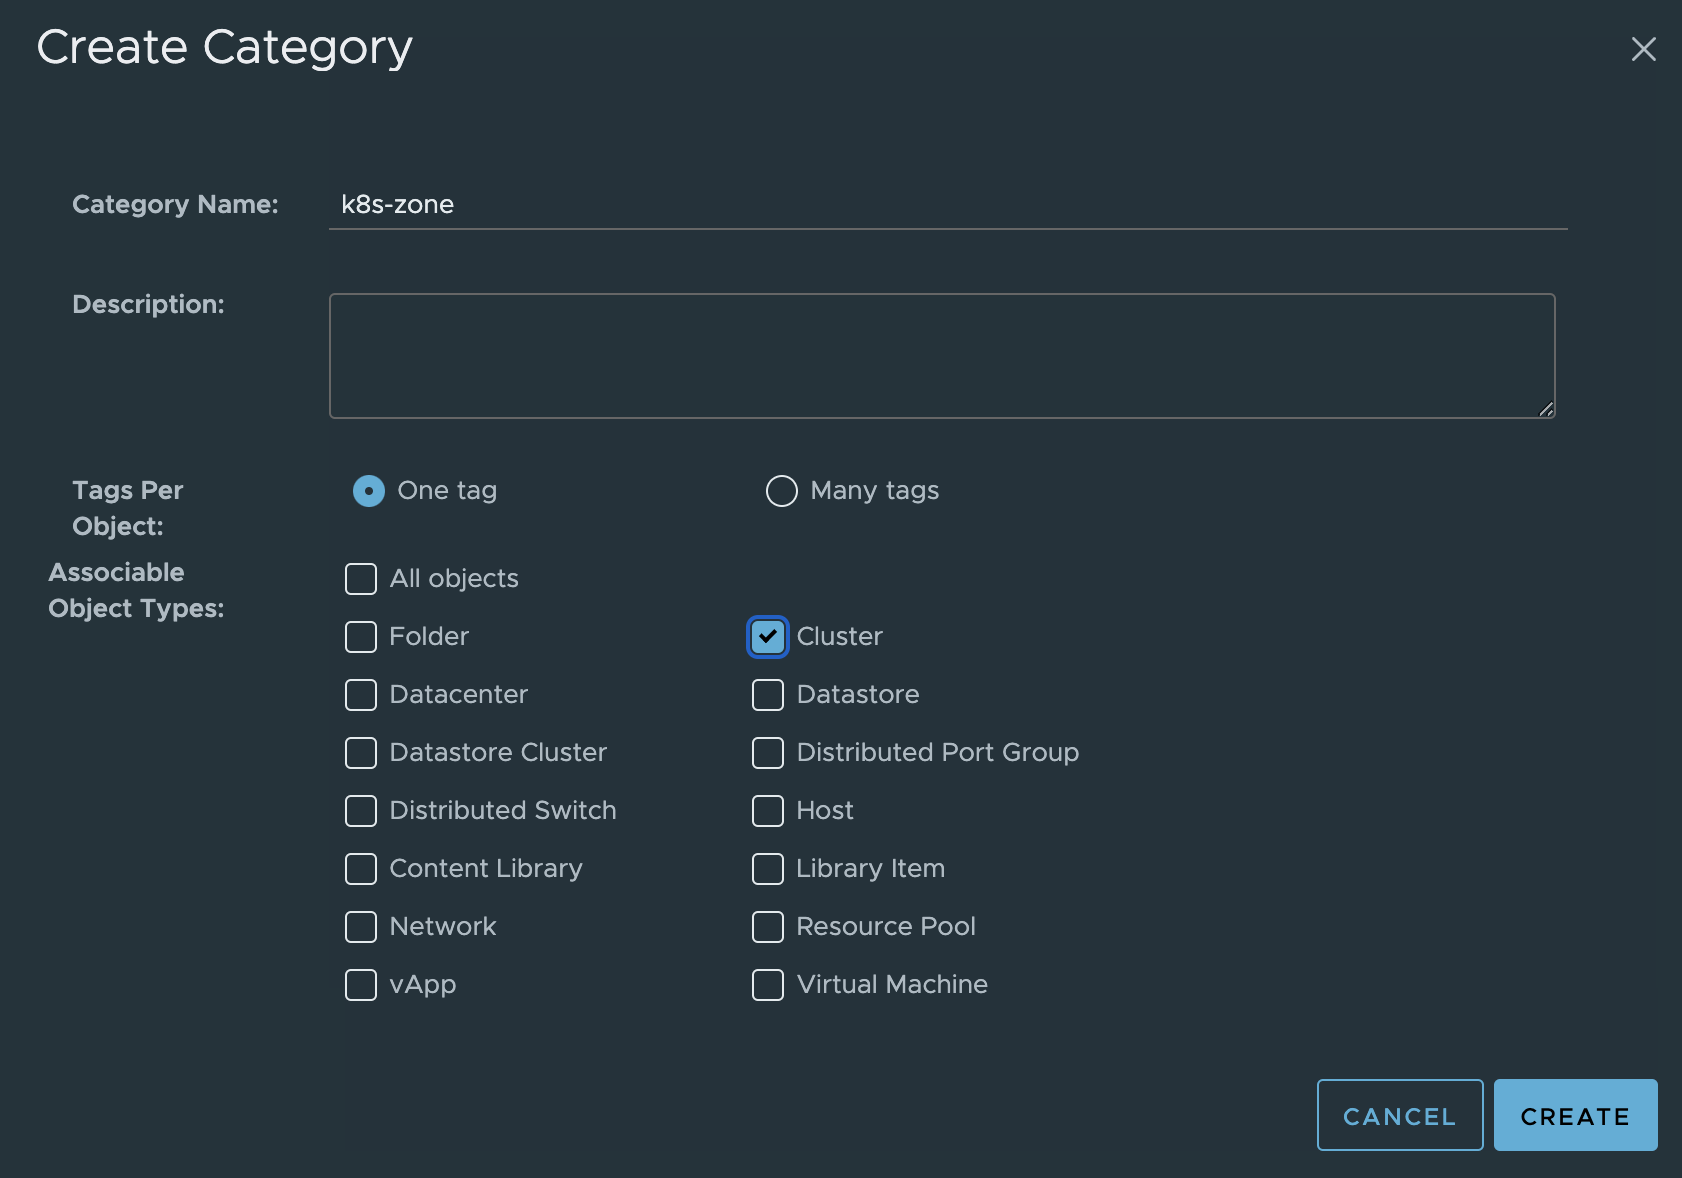 Create Category
Category Name: k8s-zone
Description:
Tags Per Object: One tag Many tags
Associable Object Types:
All objects
Folder Cluster
Datacenter Datastore
Datastore Cluster Distributed Port Group
Distributed Switch Host
Content Library Library Item
Network Resource Pool
vApp Virtual Machine
CANCEL CREATE